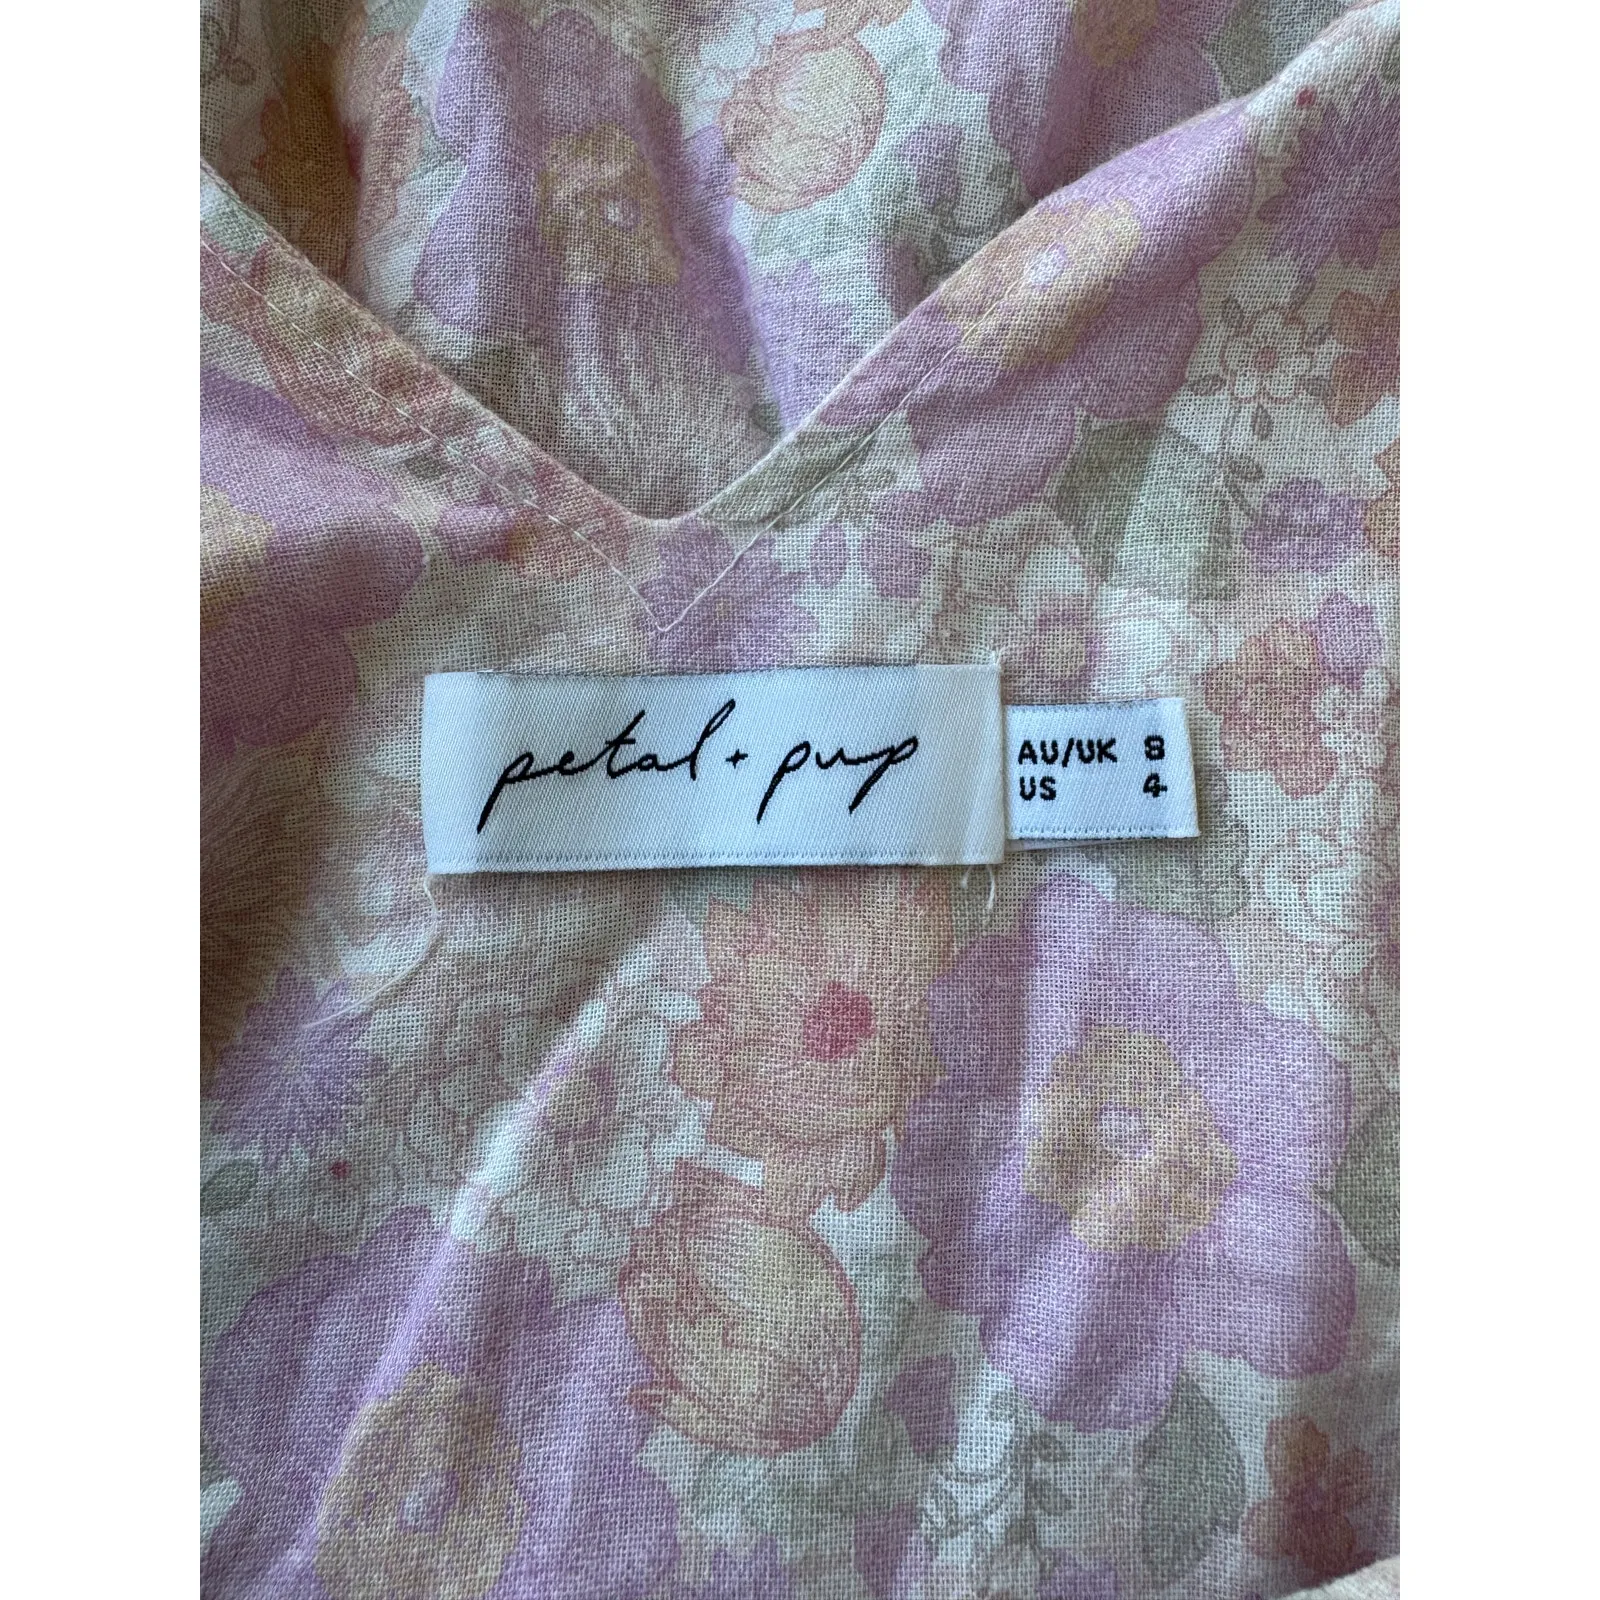 petal + pup
AU/UK 8
US 4